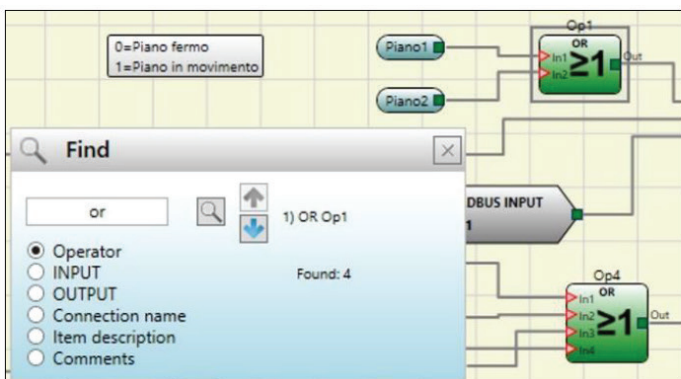 Op1
0=Piano fermo
1=Piano in movimento
Piano1
OR
In1
In2
≥1
Out
Piano2
Find
or
1) OR Op1
Found: 4
Operator
INPUT
OUTPUT
Connection name
Item description
Comments
DBUS INPUT
1
Op4
OR
In1
In2
In3
In4
≥1
Out